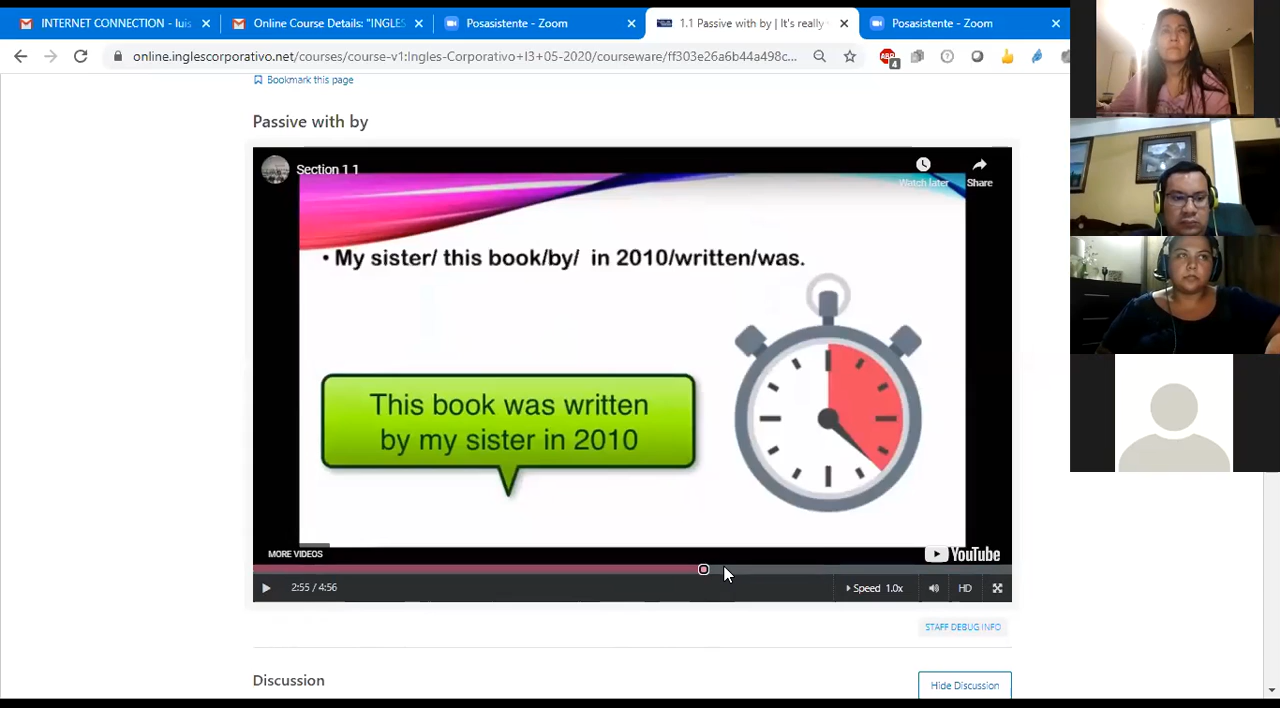 INTERNET CONNECTION - luis
Online Course Details: "INGLES
Posasistente - Zoom
1.1 Passive with by | It's really
Posasistente - Zoom
online.inglescorporativo.net/courses/course-v1:Ingles-Corporativo+I3+05-2020/courseware/ff303e26a6b44a498c...
ABP
4
Bookmark this page
Passive with by
Section 1 1
Watch later
Share
• My sister/ this book/by/ in 2010/written/was.
This book was written
by my sister in 2010
MORE VIDEOS
YouTube
2:55 / 4:56
Speed 1.0x
HD
STAFF DEBUG INFO
Discussion
Hide Discussion